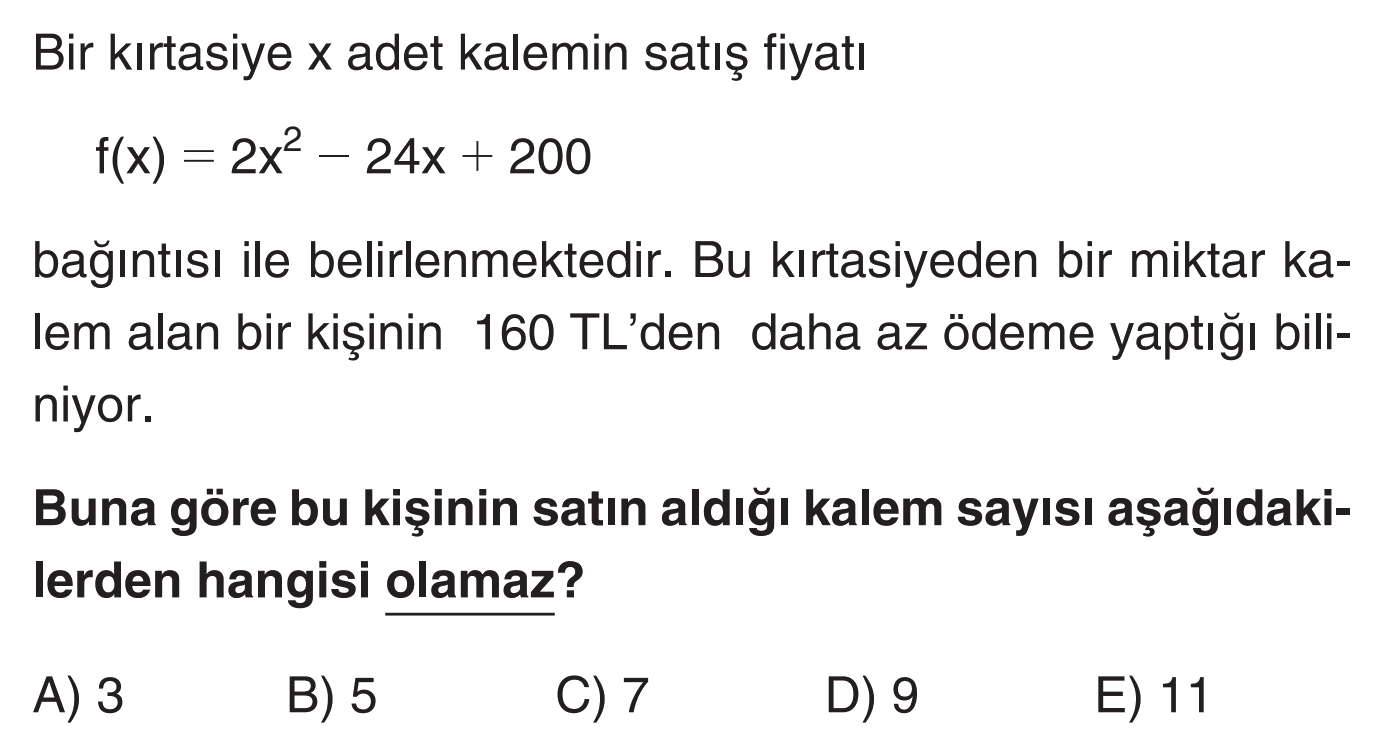 Bir kırtasiye x adet kalemin satış fiyatı
f(x) = 2x² − 24x + 200
bağıntısı ile belirlenmektedir. Bu kırtasiyeden bir miktar ka-
lem alan bir kişinin 160 TL'den daha az ödeme yaptığı bili-
niyor.
Buna göre bu kişinin satın aldığı kalem sayısı aşağıdaki-
lerden hangisi olamaz?
A) 3 B) 5 C) 7 D) 9 E) 11